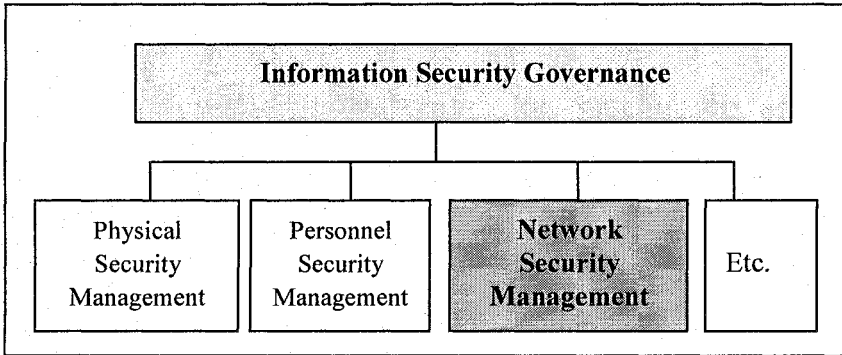 Information Security Governance
Physical
Security
Management
Personnel
Security
Management
Network
Security
Management
Etc.